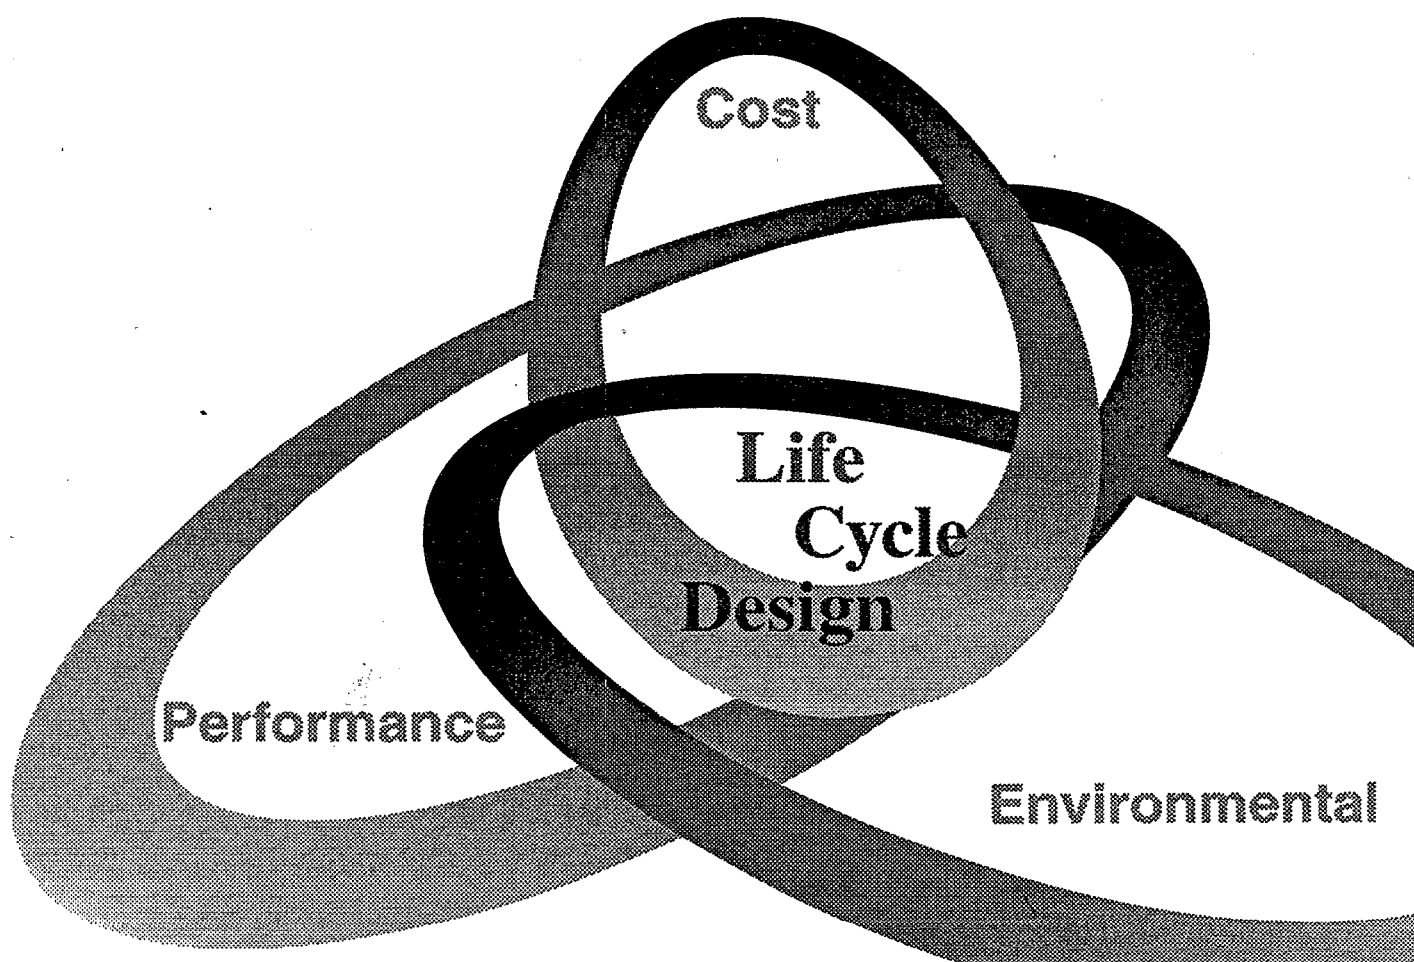 Cost
Life
Cycle
Design
Performance
Environmental